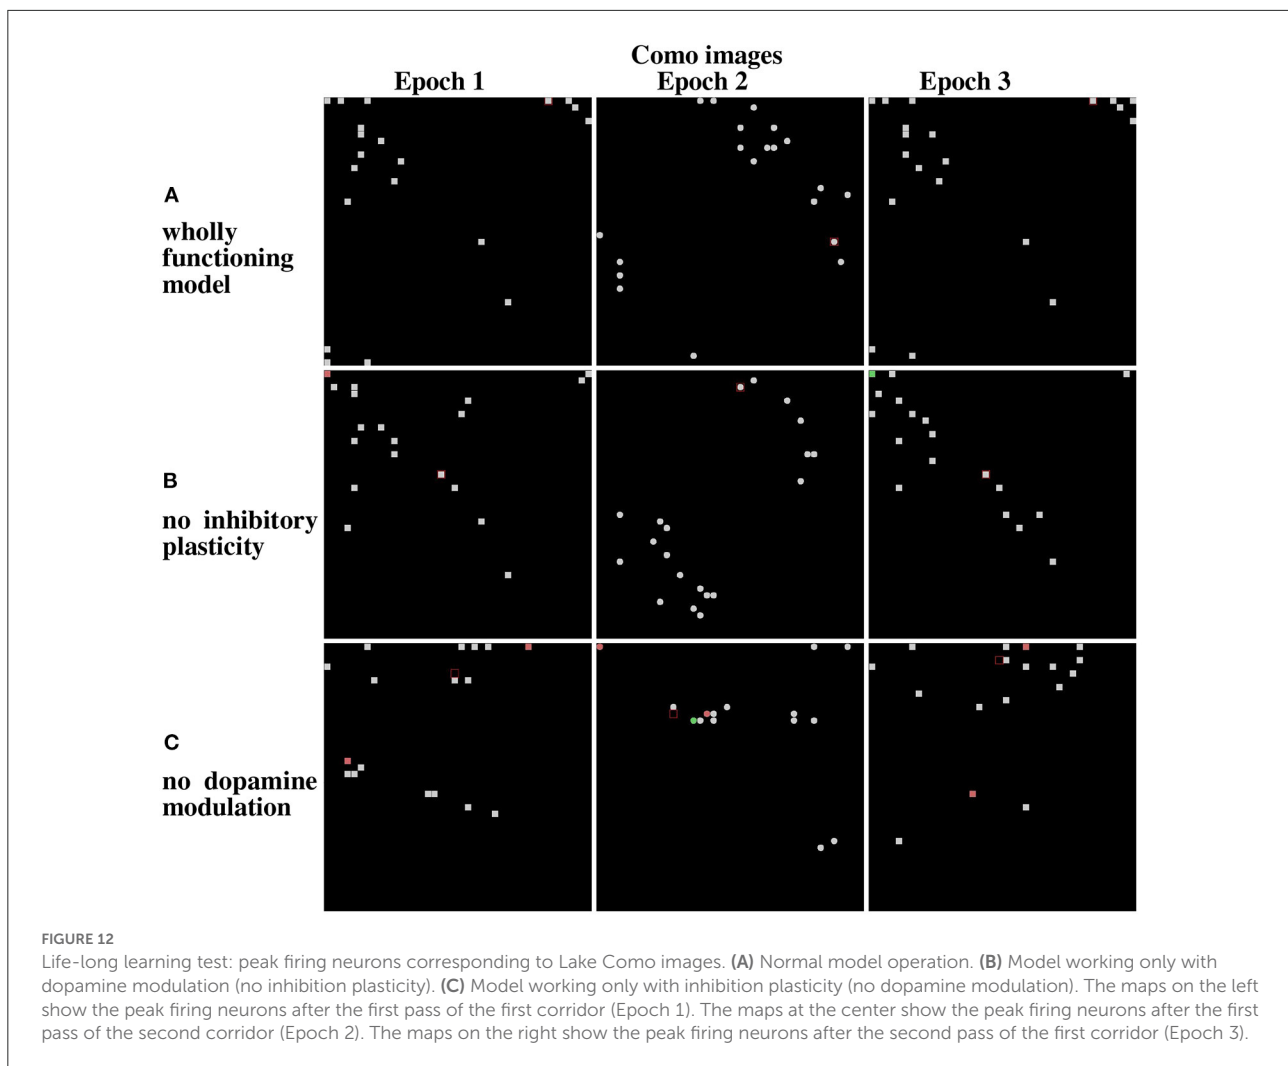 Como images
Epoch 1
Epoch 2
Epoch 3
A
wholly
functioning
model
B
no inhibitory
plasticity
C
no dopamine
modulation
FIGURE 12
Life-long learning test: peak firing neurons corresponding to Lake Como images. (A) Normal model operation. (B) Model working only with
dopamine modulation (no inhibition plasticity). (C) Model working only with inhibition plasticity (no dopamine modulation). The maps on the left
show the peak firing neurons after the first pass of the first corridor (Epoch 1). The maps at the center show the peak firing neurons after the first
pass of the second corridor (Epoch 2). The maps on the right show the peak firing neurons after the second pass of the first corridor (Epoch 3).